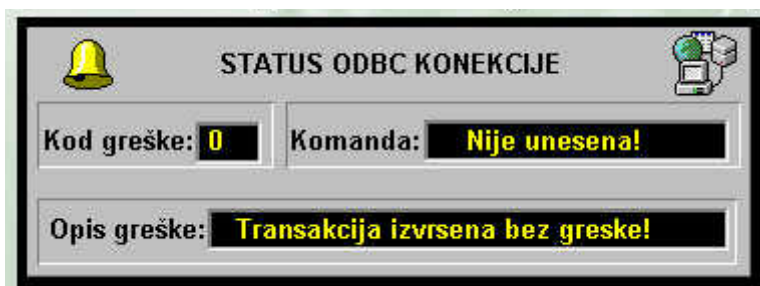 STATUS ODBC KONEKCIJE
Kod greške: 0 Komanda: Nije unesena!
Opis greške: Transakcija izvrsena bez greske!